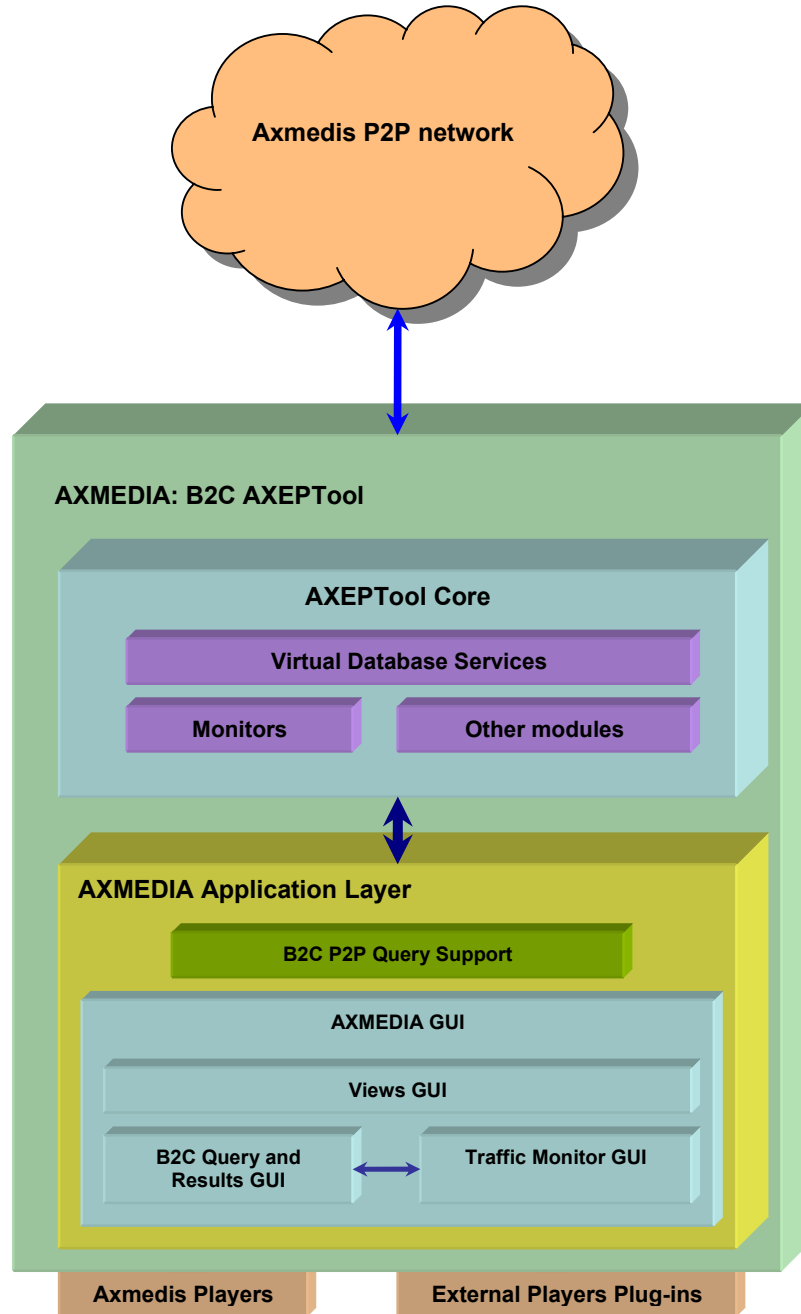 Axmedis P2P network
AXMEDIA: B2C AXEPTool
AXEPTool Core
Virtual Database Services
Monitors
Other modules
AXMEDIA Application Layer
B2C P2P Query Support
AXMEDIA GUI
Views GUI
B2C Query and
Results GUI
Traffic Monitor GUI
Axmedis Players
External Players Plug-ins